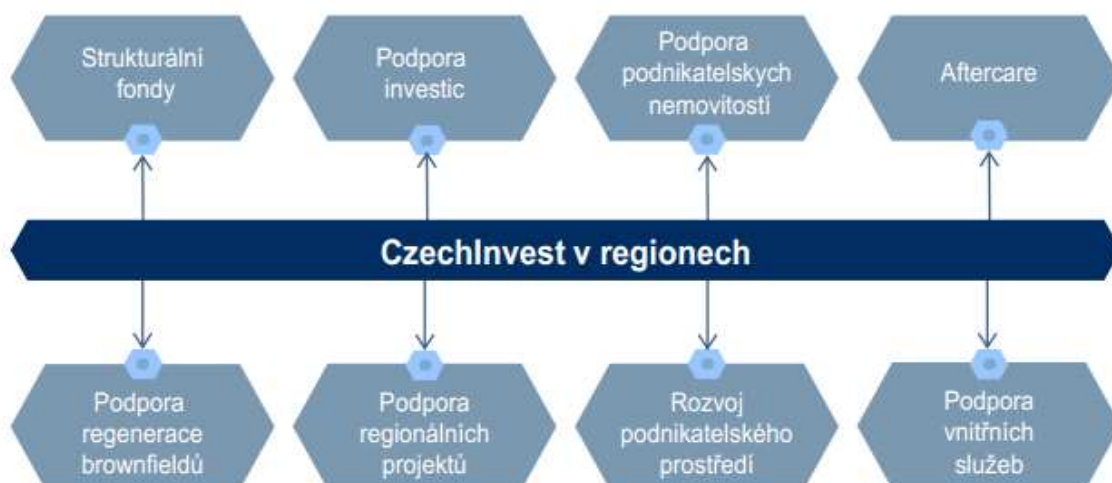 Strukturální
fondy
Podpora
investic
Podpora
podnikatelskych
nemovitostí
Aftercare
CzechInvest v regionech
Podpora
regenerace
brownfieldů
Podpora
regionálních
projektů
Rozvoj
podnikatelského
prostředí
Podpora
vnitřních
služeb